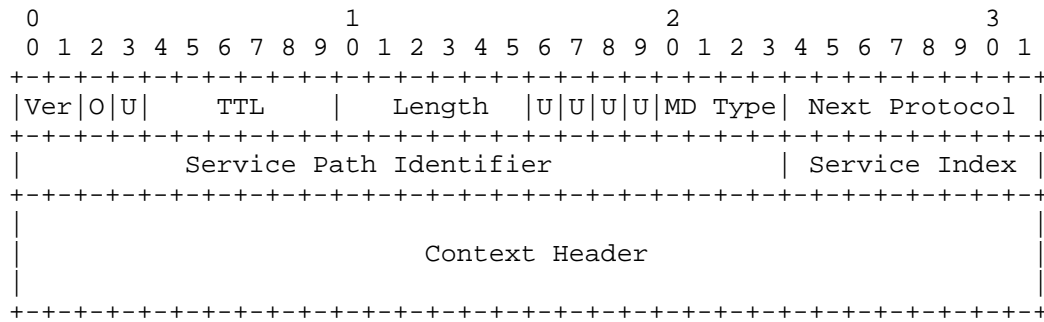 0                   1                   2                   3
 0 1 2 3 4 5 6 7 8 9 0 1 2 3 4 5 6 7 8 9 0 1 2 3 4 5 6 7 8 9 0 1
+-+-+-+-+-+-+-+-+-+-+-+-+-+-+-+-+-+-+-+-+-+-+-+-+-+-+-+-+-+-+-+-+
|Ver|O|U|    TTL    |   Length  |U|U|U|U|MD Type| Next Protocol |
+-+-+-+-+-+-+-+-+-+-+-+-+-+-+-+-+-+-+-+-+-+-+-+-+-+-+-+-+-+-+-+-+
|          Service Path Identifier              | Service Index |
+-+-+-+-+-+-+-+-+-+-+-+-+-+-+-+-+-+-+-+-+-+-+-+-+-+-+-+-+-+-+-+-+
|                                                               |
|                         Context Header                        |
|                                                               |
+-+-+-+-+-+-+-+-+-+-+-+-+-+-+-+-+-+-+-+-+-+-+-+-+-+-+-+-+-+-+-+-+